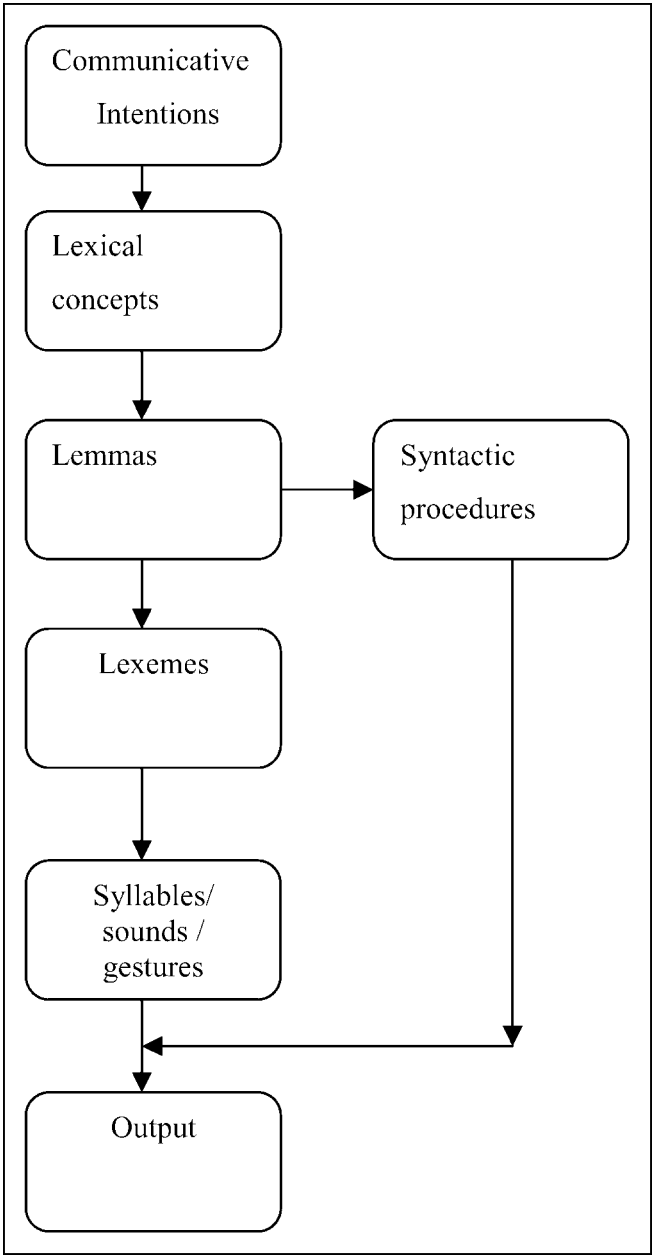 Communicative
Intentions
Lexical
concepts
Lemmas
Syntactic
procedures
Lexemes
Syllables/
sounds /
gestures
Output